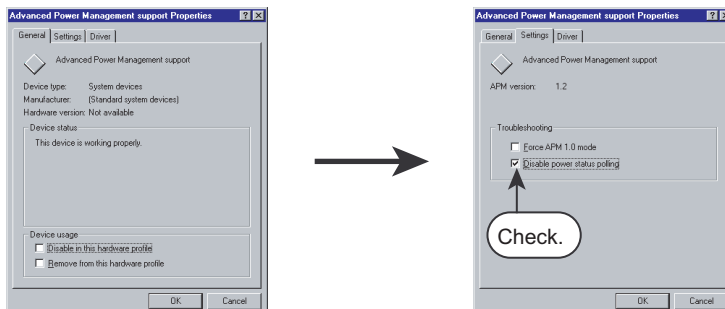 Advanced Power Management support Properties
General Settings Driver
Advanced Power Management support
Device type: System devices
Manufacturer: (Standard system devices)
Hardware version: Not available
Device status
This device is working properly.
Device usage
Disable in this hardware profile
Remove from this hardware profile
OK Cancel
Advanced Power Management support Properties
General Settings Driver
Advanced Power Management support
APM version: 1.2
Troubleshooting
Force APM 1.0 mode
Disable power status polling
Check.
OK Cancel